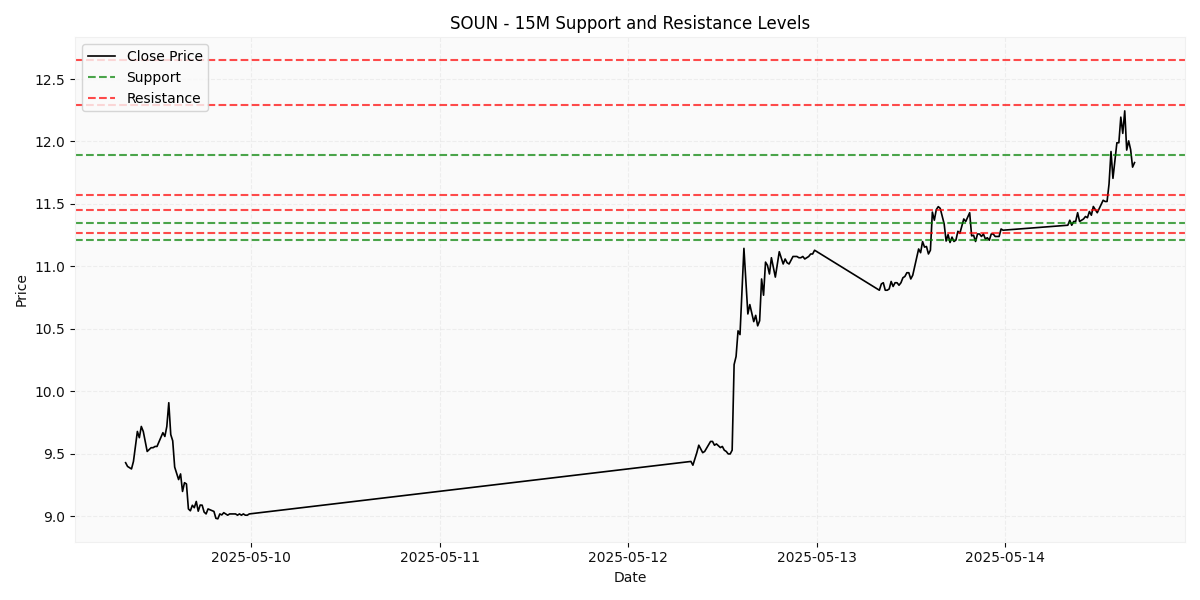 SOUN - 15M Support and Resistance Levels
Close Price
Support
Resistance
Price
12.5
12.0
11.5
11.0
10.5
10.0
9.5
9.0
2025-05-10
2025-05-11
2025-05-12
2025-05-13
2025-05-14
Date